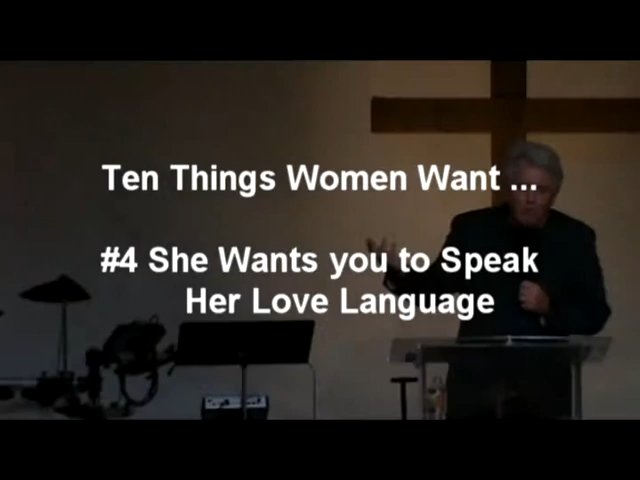 Ten Things Women Want ...
#4 She Wants you to Speak
Her Love Language